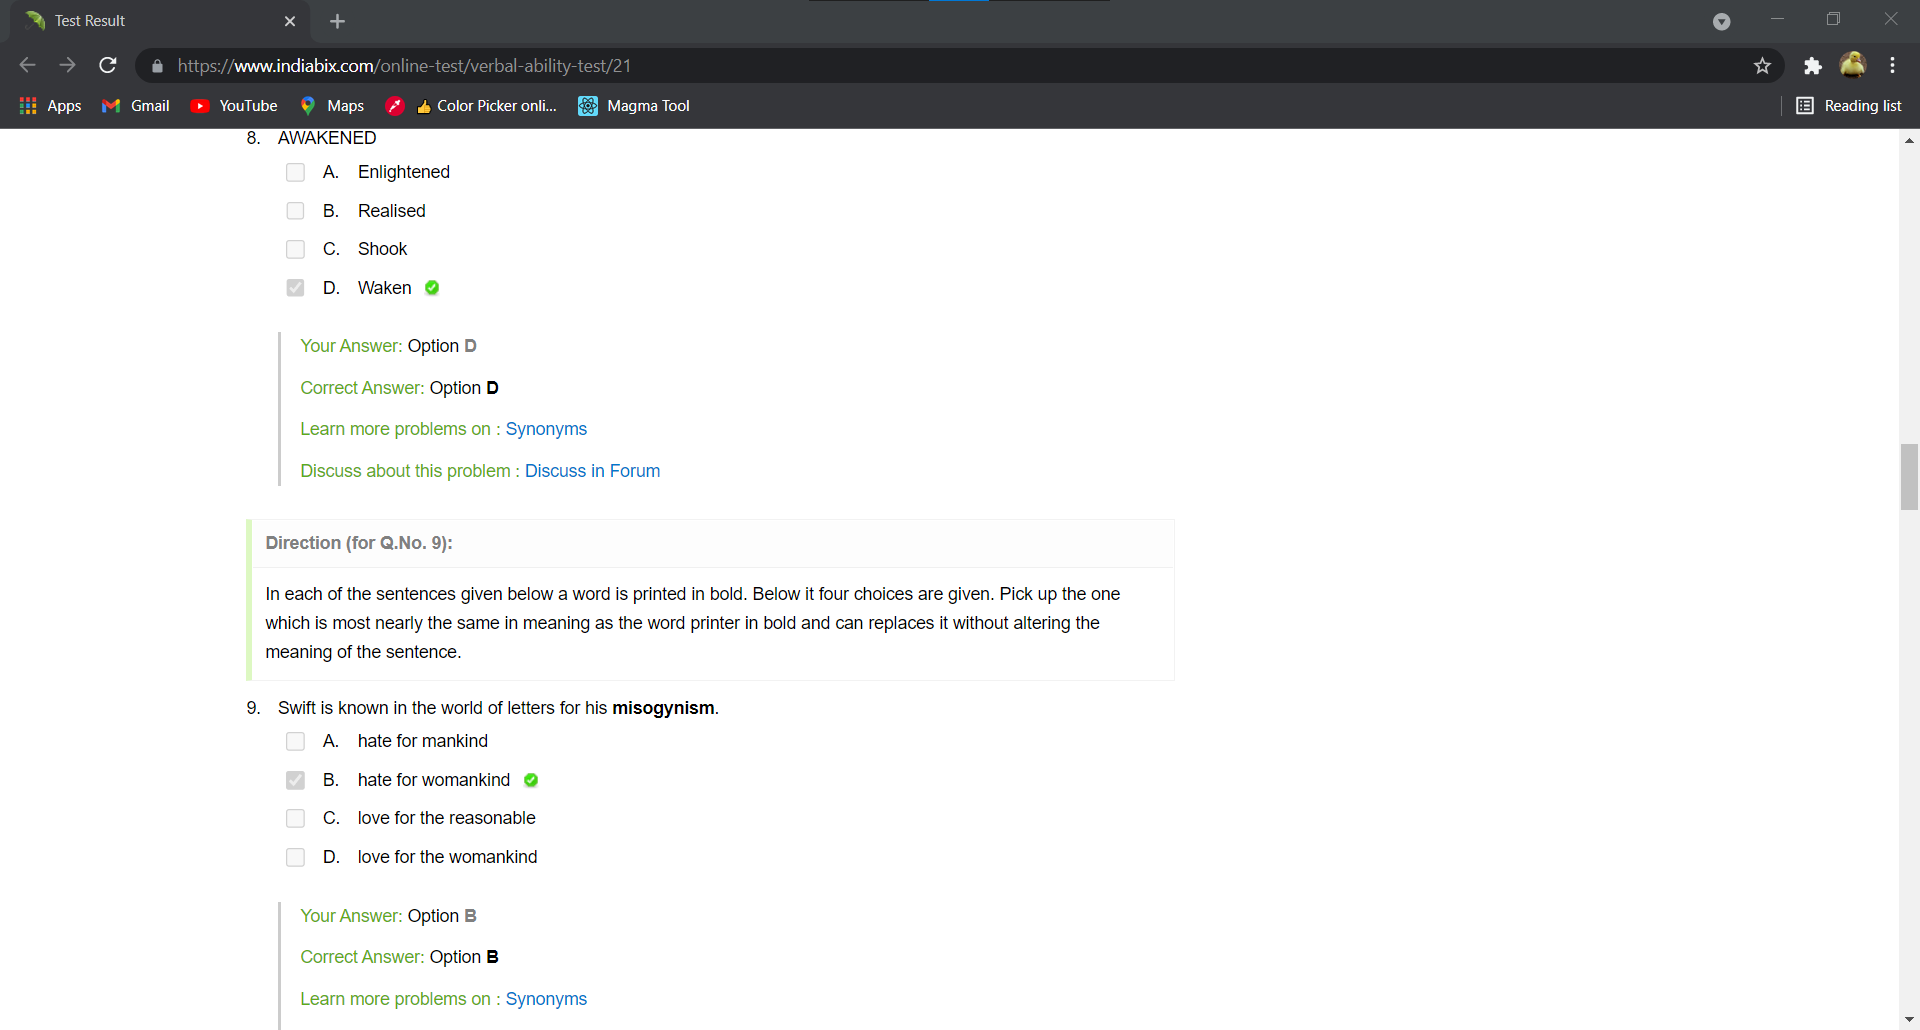 Test Result
https://www.indiabix.com/online-test/verbal-ability-test/21
Apps Gmail YouTube Maps Color Picker onli... Magma Tool Reading list
8. AWAKENED
A. Enlightened
B. Realised
C. Shook
D. Waken
Your Answer: Option D
Correct Answer: Option D
Learn more problems on : Synonyms
Discuss about this problem : Discuss in Forum
Direction (for Q.No. 9):
In each of the sentences given below a word is printed in bold. Below it four choices are given. Pick up the one
which is most nearly the same in meaning as the word printer in bold and can replaces it without altering the
meaning of the sentence.
9. Swift is known in the world of letters for his misogynism.
A. hate for mankind
B. hate for womankind
C. love for the reasonable
D. love for the womankind
Your Answer: Option B
Correct Answer: Option B
Learn more problems on : Synonyms